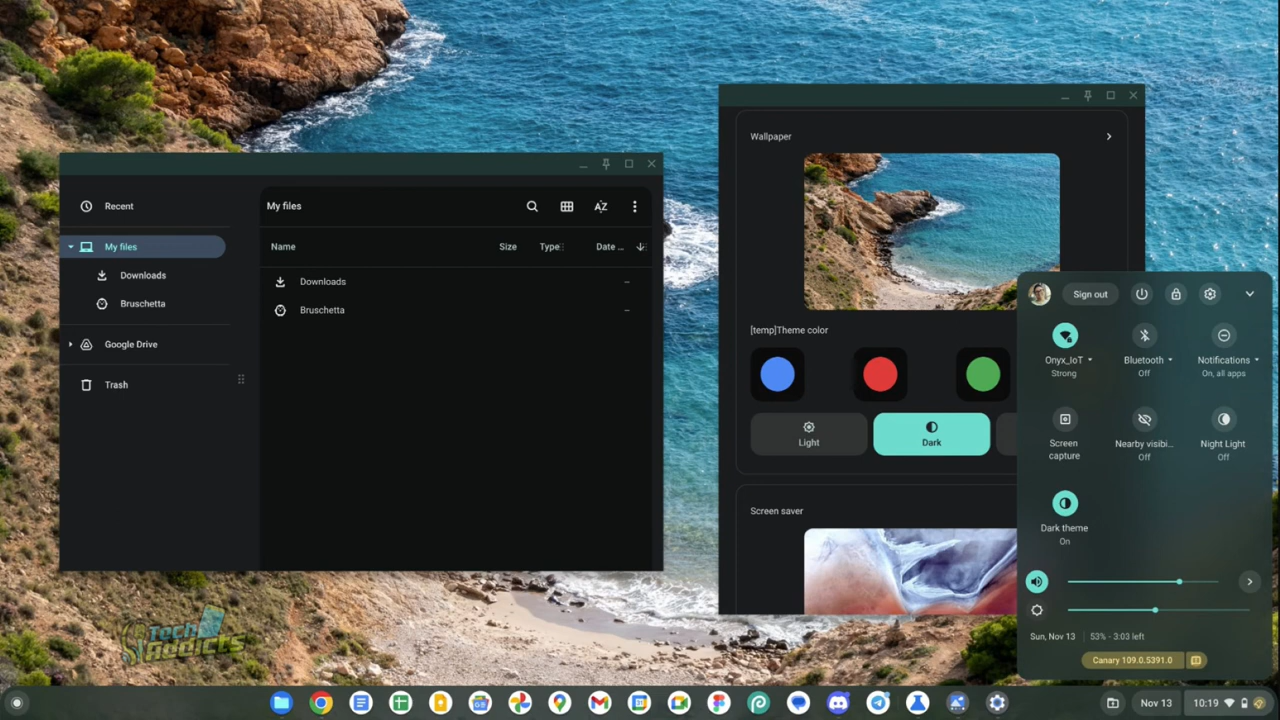 Recent
My files
Downloads
Bruschetta
Google Drive
Trash
My files
AZ
Name Size Type Date ...
Downloads --
Bruschetta --
Wallpaper
[temp]Theme color
Light
Dark
Screen saver
Sign out
Onyx_IoT
Strong
Bluetooth
Off
Notifications
On, all apps
Screen
capture
Nearby visibi...
Off
Night Light
Off
Dark theme
On
Sun, Nov 13 53% - 3:03 left
Canary 109.0.5391.0
Tech
Addicts
31
Nov 13 10:19